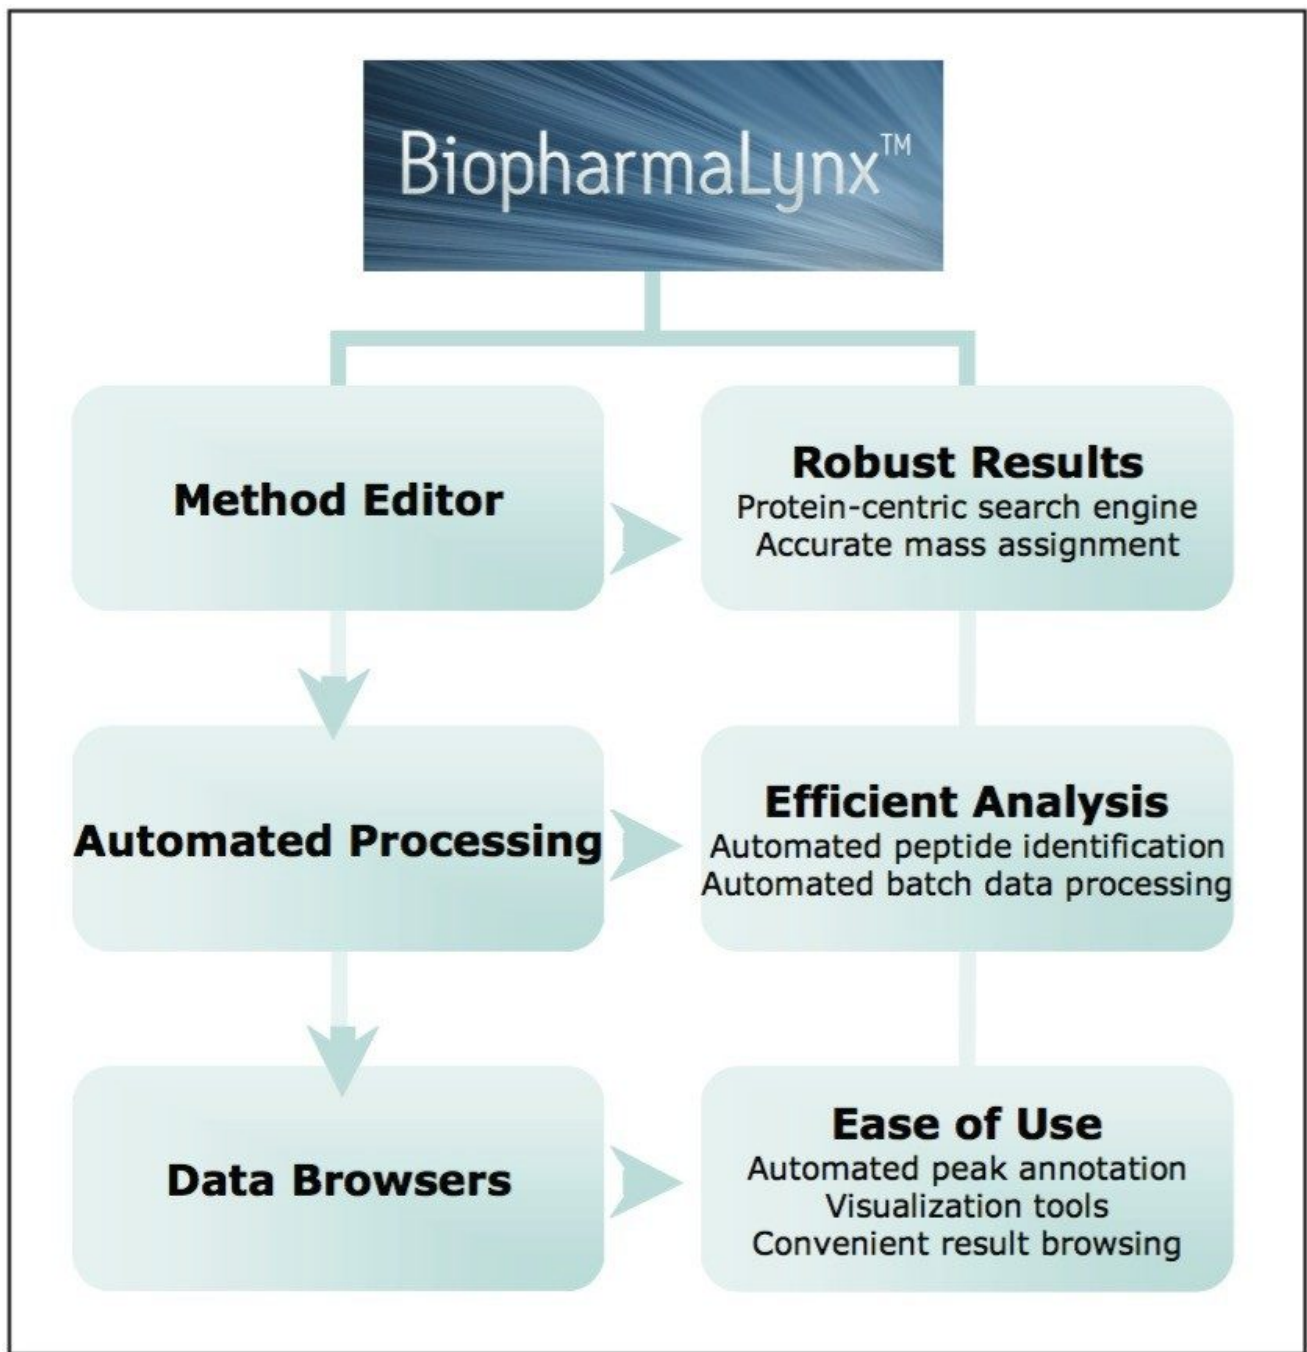 BiopharmaLynx™
Method Editor
Robust Results
Protein-centric search engine
Accurate mass assignment
Automated Processing
Efficient Analysis
Automated peptide identification
Automated batch data processing
Data Browsers
Ease of Use
Automated peak annotation
Visualization tools
Convenient result browsing